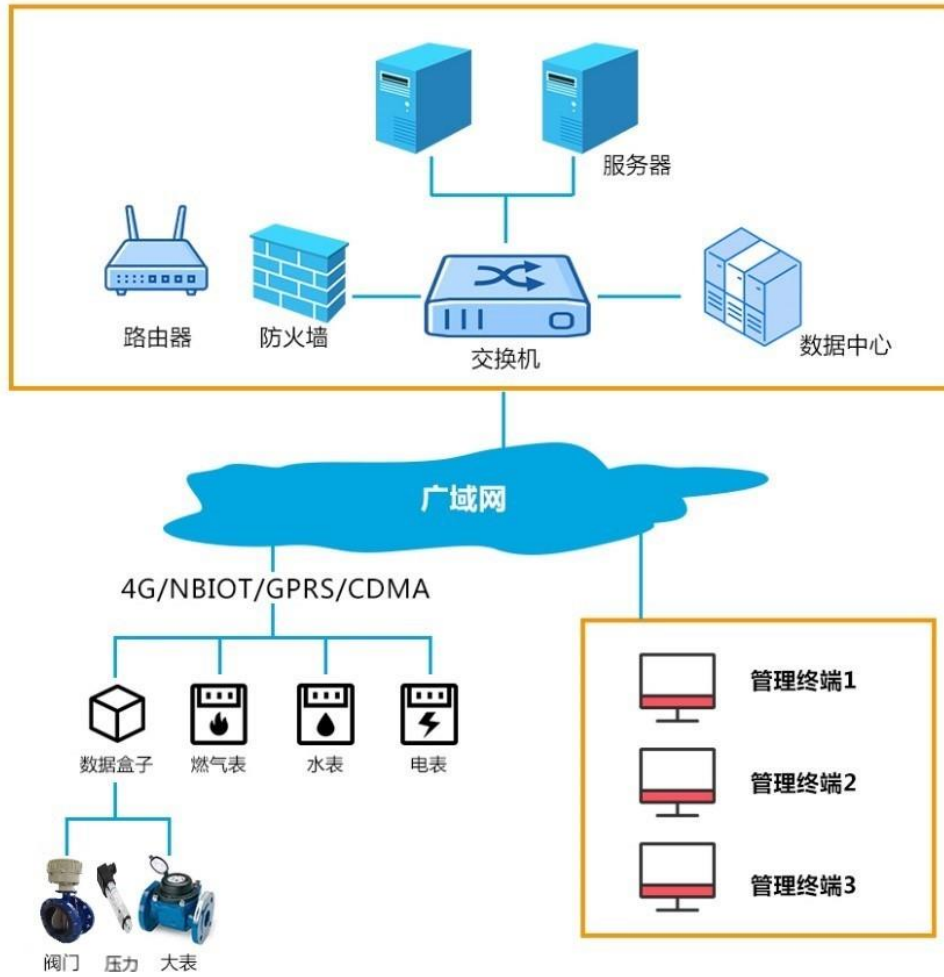 服务器
路由器
防火墙
交换机
数据中心
广域网
4G/NBIOT/GPRS/CDMA
数据盒子
燃气表
水表
电表
阀门
压力
大表
管理终端1
管理终端2
管理终端3